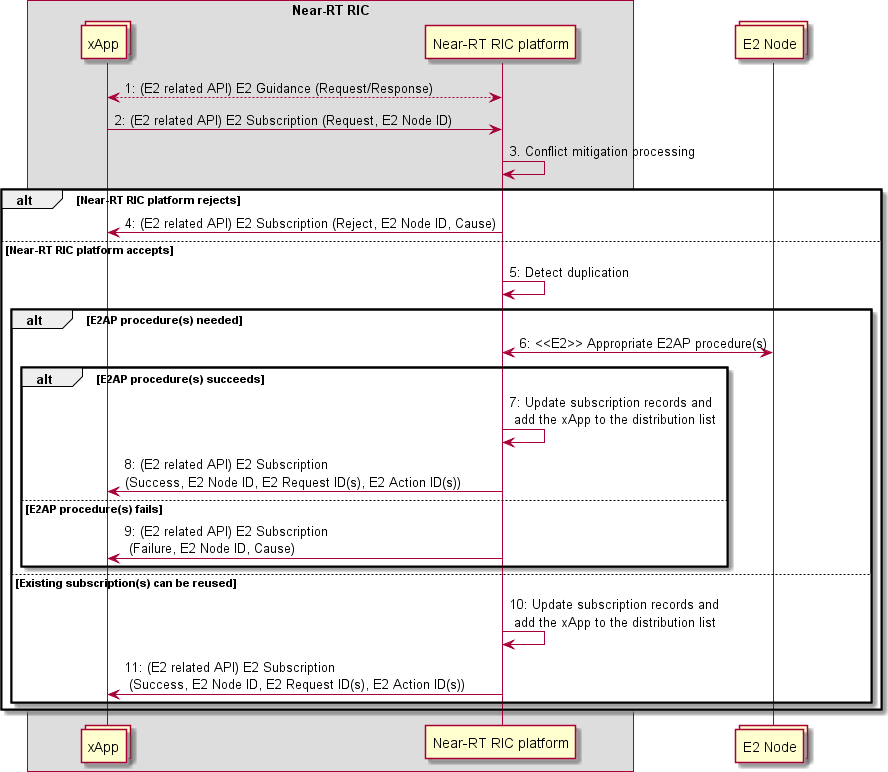 Near-RT RIC
xApp
Near-RT RIC platform
E2 Node
1: (E2 related API) E2 Guidance (Request/Response)
2: (E2 related API) E2 Subscription (Request, E2 Node ID)
3. Conflict mitigation processing
alt [Near-RT RIC platform rejects]
4: (E2 related API) E2 Subscription (Reject, E2 Node ID, Cause)
[Near-RT RIC platform accepts]
5: Detect duplication
alt [E2AP procedure(s) needed]
6: <<E2>> Appropriate E2AP procedure(s)
alt [E2AP procedure(s) succeeds]
7: Update subscription records and
add the xApp to the distribution list
8: (E2 related API) E2 Subscription
(Success, E2 Node ID, E2 Request ID(s), E2 Action ID(s))
[E2AP procedure(s) fails]
9: (E2 related API) E2 Subscription
(Failure, E2 Node ID, Cause)
[Existing subscription(s) can be reused]
10: Update subscription records and
add the xApp to the distribution list
11: (E2 related API) E2 Subscription
(Success, E2 Node ID, E2 Request ID(s), E2 Action ID(s))
xApp
Near-RT RIC platform
E2 Node